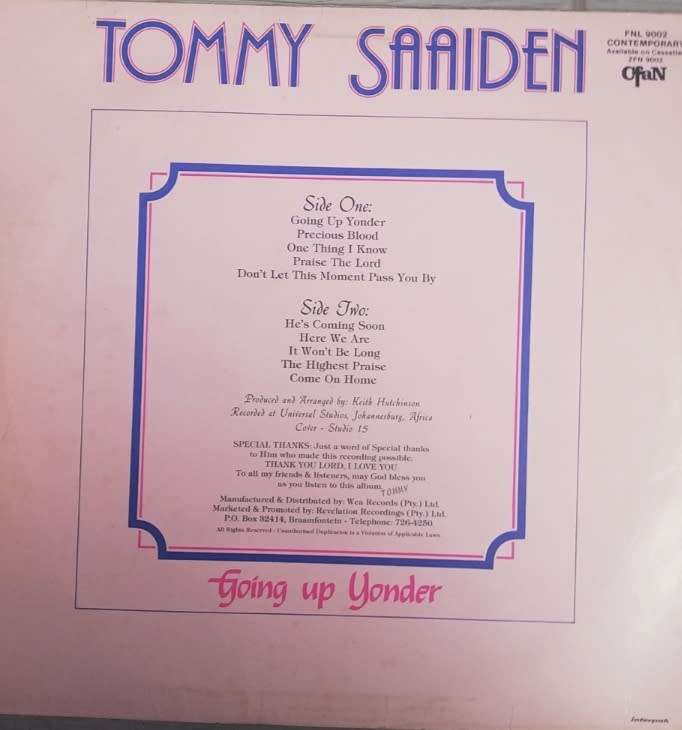 TOMMY SAAIDEN
FNL 9002
CONTEMPORARY
Available on Cassette
ZFN 9002
CfaN
Side One:
Going Up Yonder
Precious Blood
One Thing I Know
Praise The Lord
Don't Let This Moment Pass You By
Side Two:
He's Coming Soon
Here We Are
It Won't Be Long
The Highest Praise
Come On Home
Produced and Arranged by: Keith Hutchinson
Recorded at Universal Studios, Johannesburg, Africa
Cover - Studio 15
SPECIAL THANKS: Just a word of Special thanks
to Him who made this recording possible.
THANK YOU LORD, I LOVE YOU
To all my friends & listeners, may God bless you
as you listen to this album
TOMMY
Manufactured & Distributed by: Wea Records (Pty.) Ltd.
Marketed & Promoted by: Revelation Recordings (Pty.) Ltd.
P.O. Box 32414, Braamfontein - Telephone: 726-4250
All Rights Reserved - Unauthorised Duplication is a Violation of Applicable Laws
Going up Yonder
Interpak